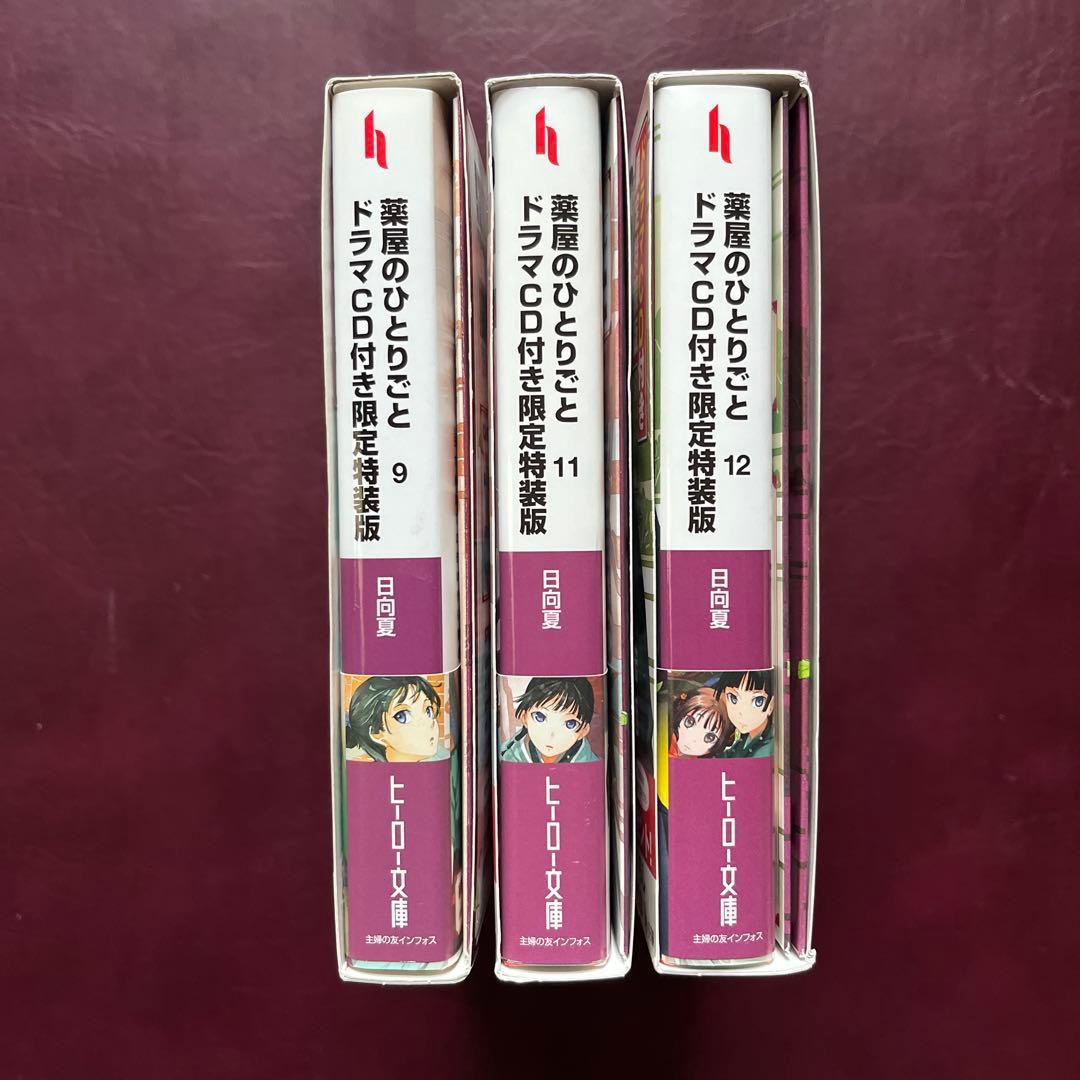 薬屋のひとりごと 9
ドラマCD付き限定特装版
日向夏
ヒーロー文庫
主婦の友インフォス
薬屋のひとりごと 11
ドラマCD付き限定特装版
日向夏
ヒーロー文庫
主婦の友インフォス
薬屋のひとりごと 12
ドラマCD付き限定特装版
日向夏
ヒーロー文庫
主婦の友インフォス